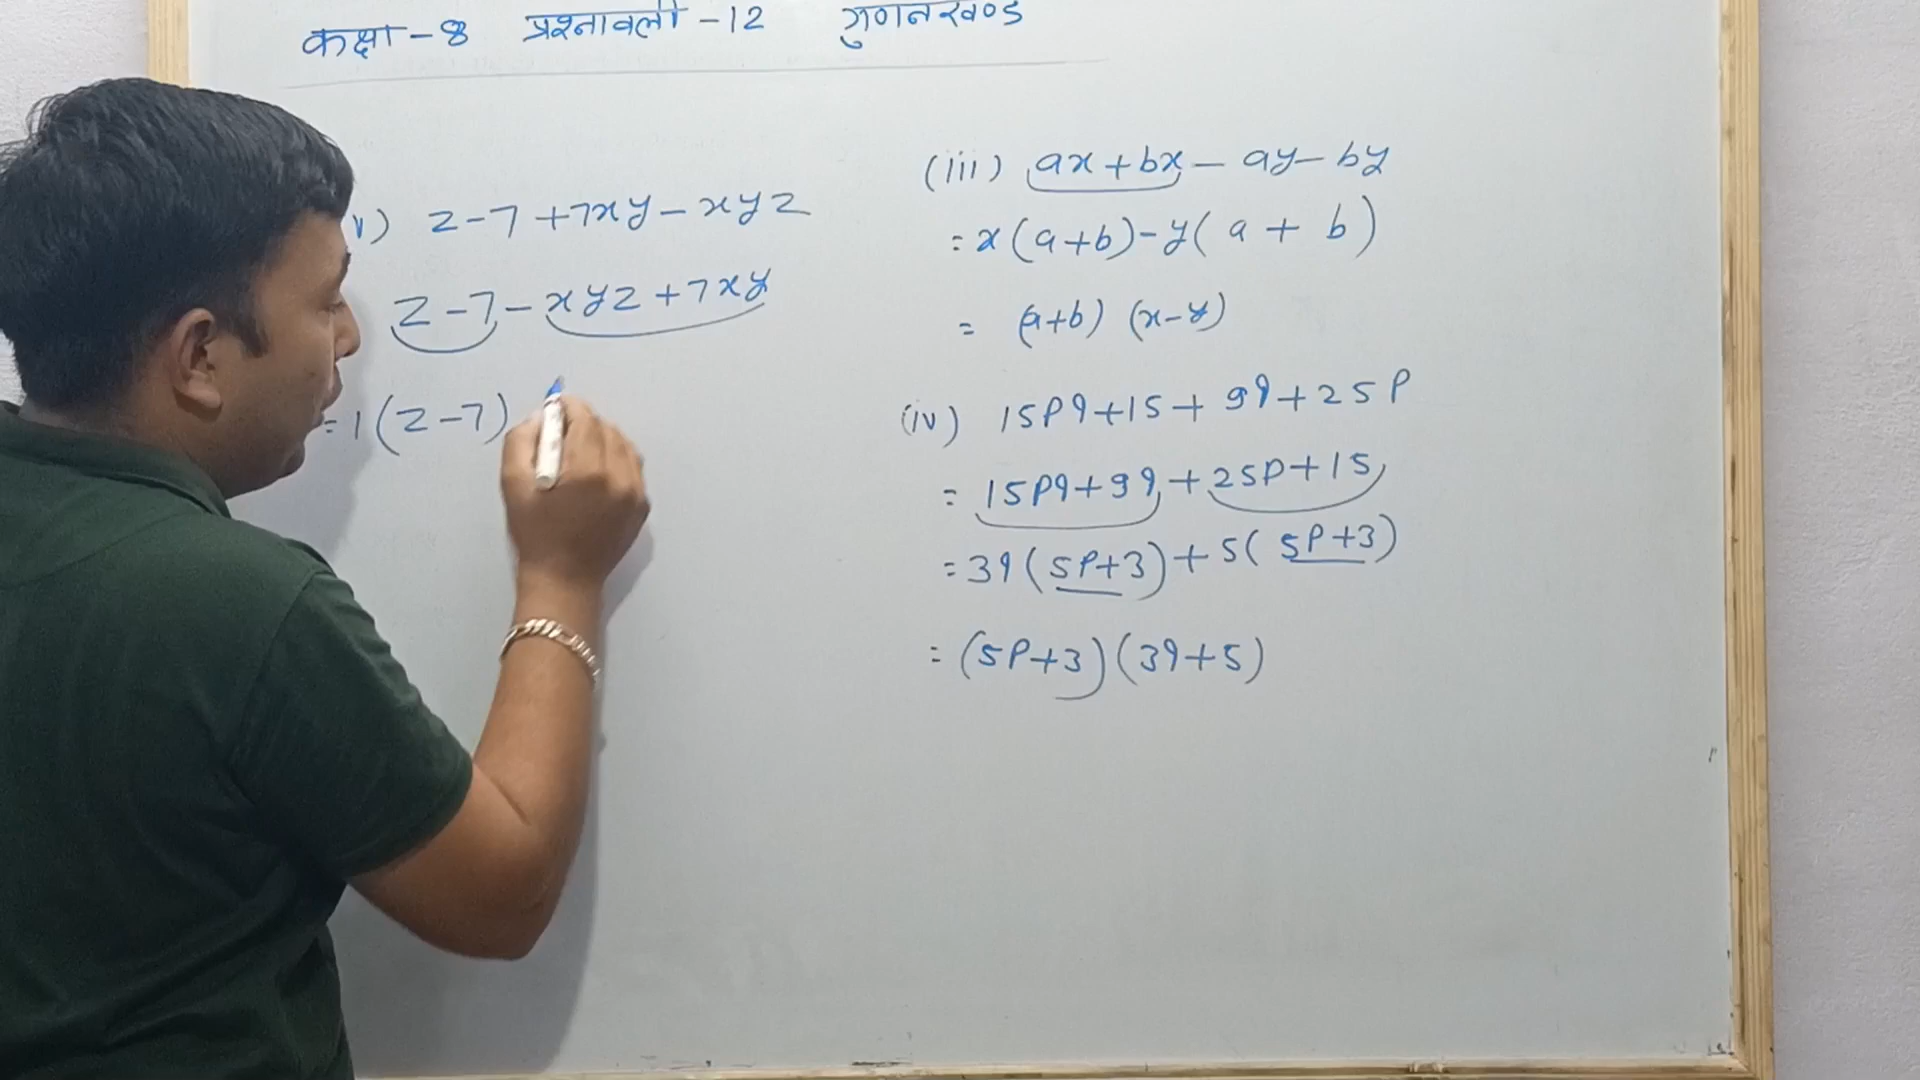 कक्षा-8 प्रश्नावली-12 गुणनखण्ड
v) z-7+7xy-xyz
z-7-xyz+7xy
=1(z-7)
(iii) ax+bx-ay-by
=x(a+b)-y(a+b)
= (a+b) (x-y)
(iv) 15pq+15+9q+25p
=15pq+9q+25p+15
=3q(5p+3)+5(5p+3)
=(5p+3)(3q+5)